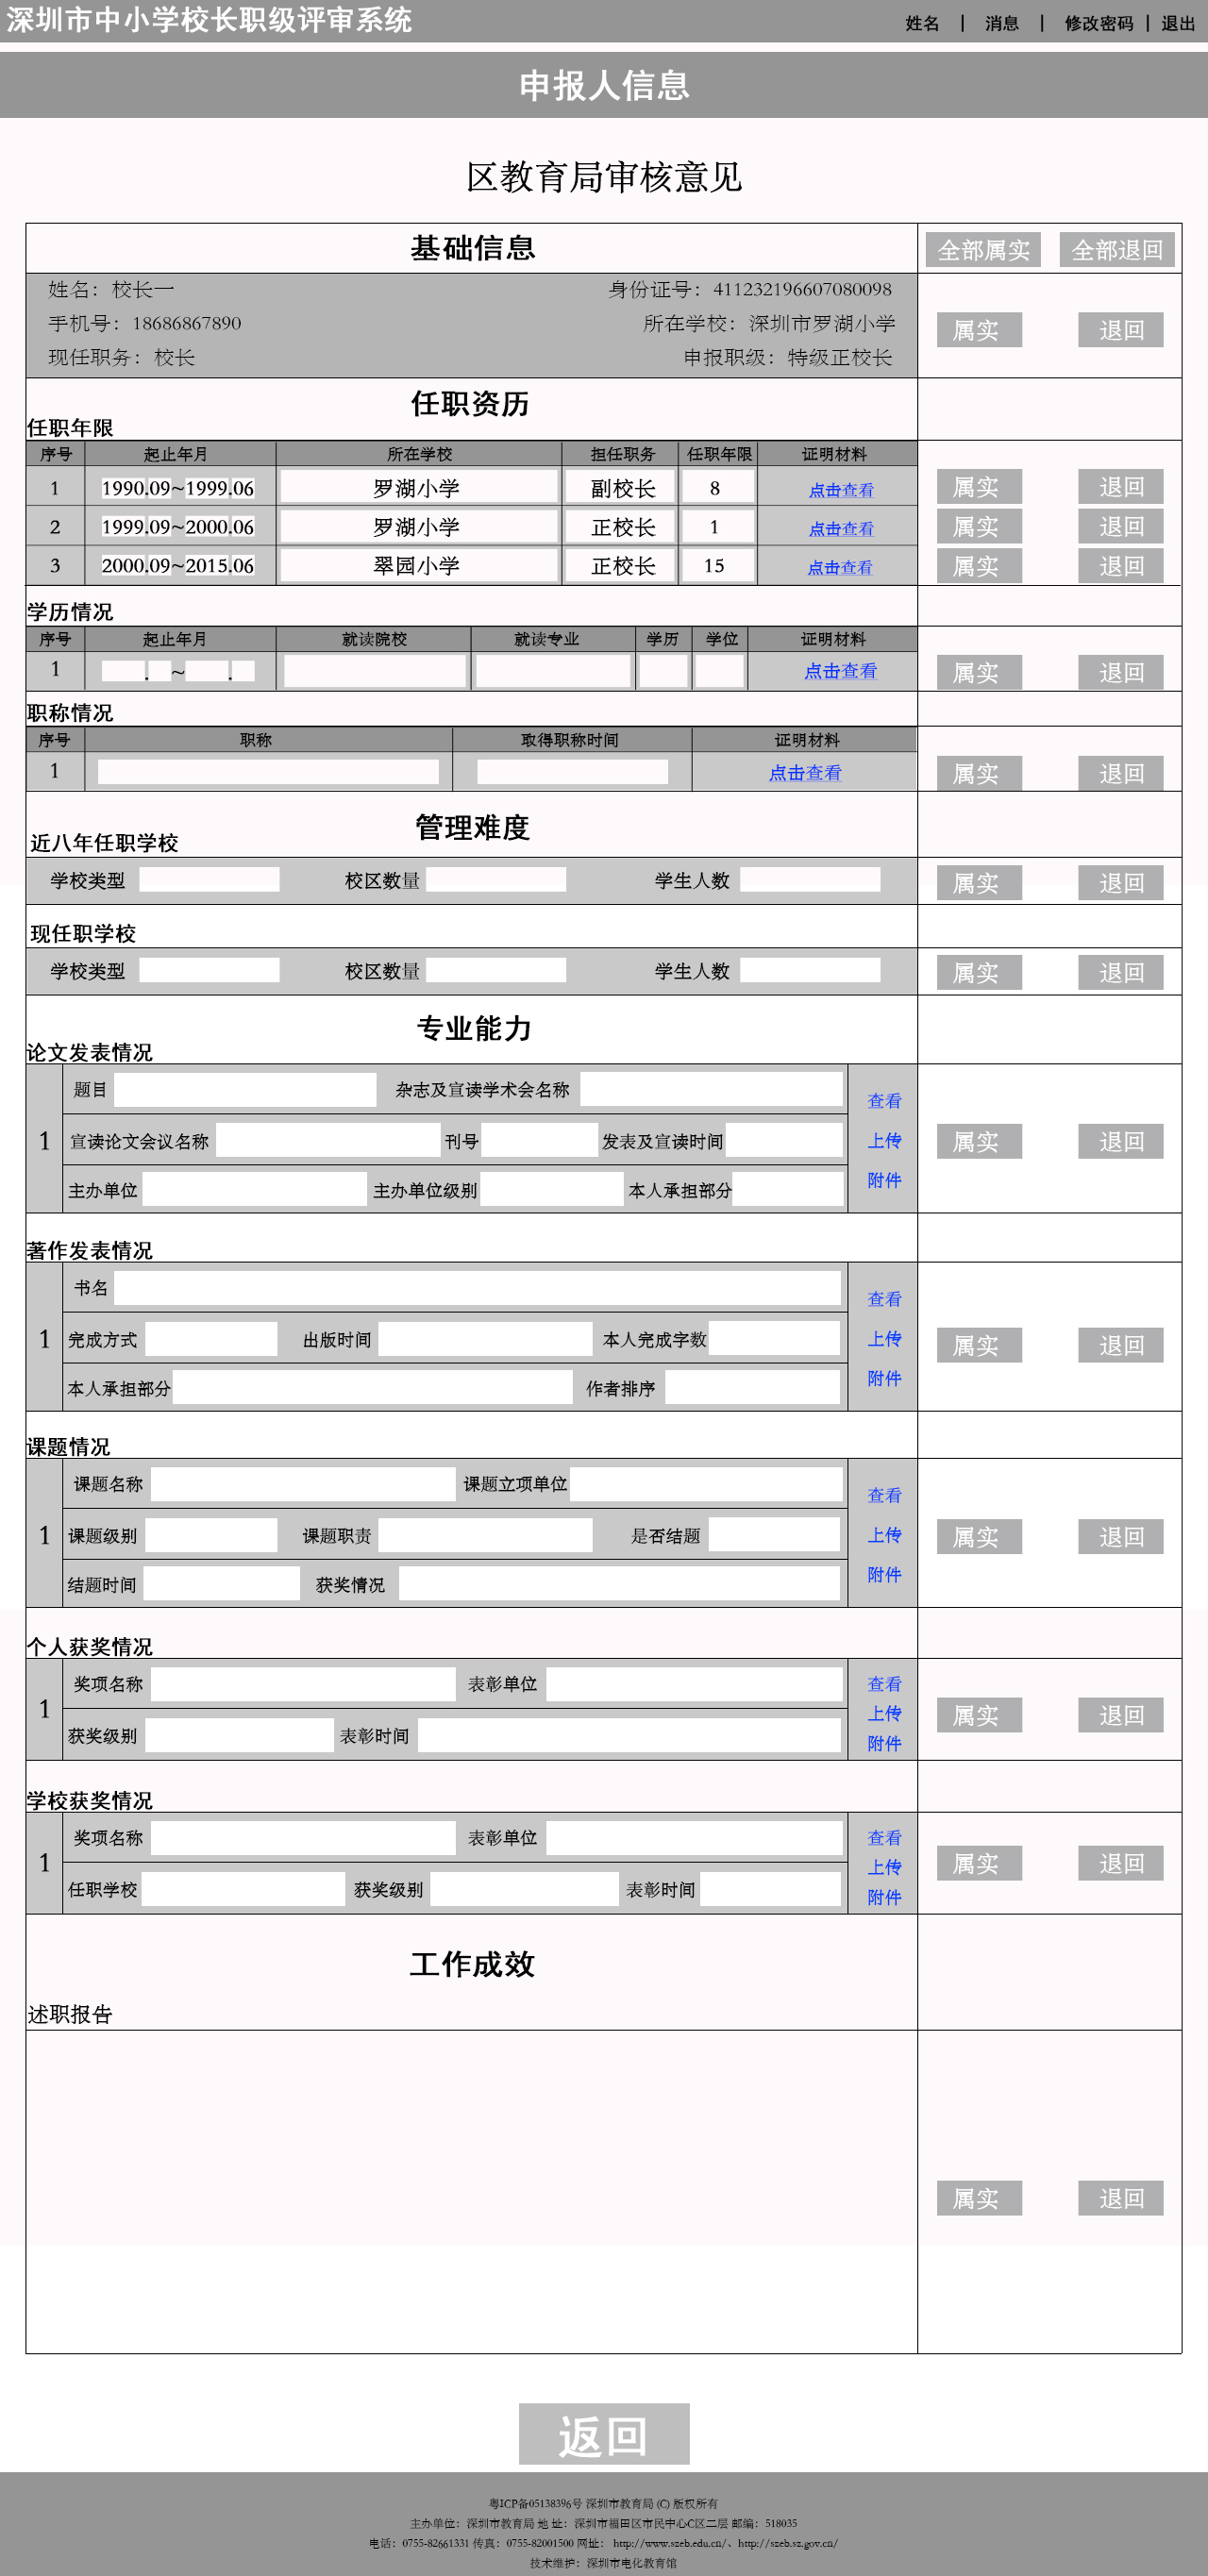 深圳市中小学校长职级评审系统
姓名 | 消息 | 修改密码 | 退出
申报人信息
区教育局审核意见
基础信息 全部属实 全部退回
姓名：校长一 身份证号：411232196607080098
手机号：18686867890 所在学校：深圳市罗湖小学
属实 退回
现任职务：校长 申报职级：特级正校长
任职资历
任职年限
序号 起止年月 所在学校 担任职务 任职年限 证明材料
1 1990.09~1999.06 罗湖小学 副校长 8 点击查看 属实 退回
2 1999.09~2000.06 罗湖小学 正校长 1 点击查看 属实 退回
3 2000.09~2015.06 翠园小学 正校长 15 点击查看 属实 退回
学历情况
序号 起止年月 就读院校 就读专业 学历 学位 证明材料
1 . ~ . 点击查看 属实 退回
职称情况
序号 职称 取得职称时间 证明材料
1 点击查看 属实 退回
管理难度
近八年任职学校
学校类型 校区数量 学生人数 属实 退回
现任职学校
学校类型 校区数量 学生人数 属实 退回
专业能力
论文发表情况
题目 杂志及宣读学术会名称 查看
1 宣读论文会议名称 刊号 发表及宣读时间 上传 属实 退回
主办单位 主办单位级别 本人承担部分 附件
著作发表情况
书名 查看
1 完成方式 出版时间 本人完成字数 上传 属实 退回
本人承担部分 作者排序 附件
课题情况
课题名称 课题立项单位 查看
1 课题级别 课题职责 是否结题 上传 属实 退回
结题时间 获奖情况 附件
个人获奖情况
奖项名称 表彰单位 查看
1 上传 属实 退回
获奖级别 表彰时间 附件
学校获奖情况
奖项名称 表彰单位 查看
1 上传 属实 退回
任职学校 获奖级别 表彰时间 附件
工作成效
述职报告
属实 退回
返回
粤ICP备05138396号 深圳市教育局 (C) 版权所有
主办单位：深圳市教育局 地 址：深圳市福田区市民中心C区二层 邮编：518035
电话：0755-82661331 传真：0755-82001500 网址： http://www.szeb.edu.cn/、http://szeb.sz.gov.cn/
技术维护：深圳市电化教育馆